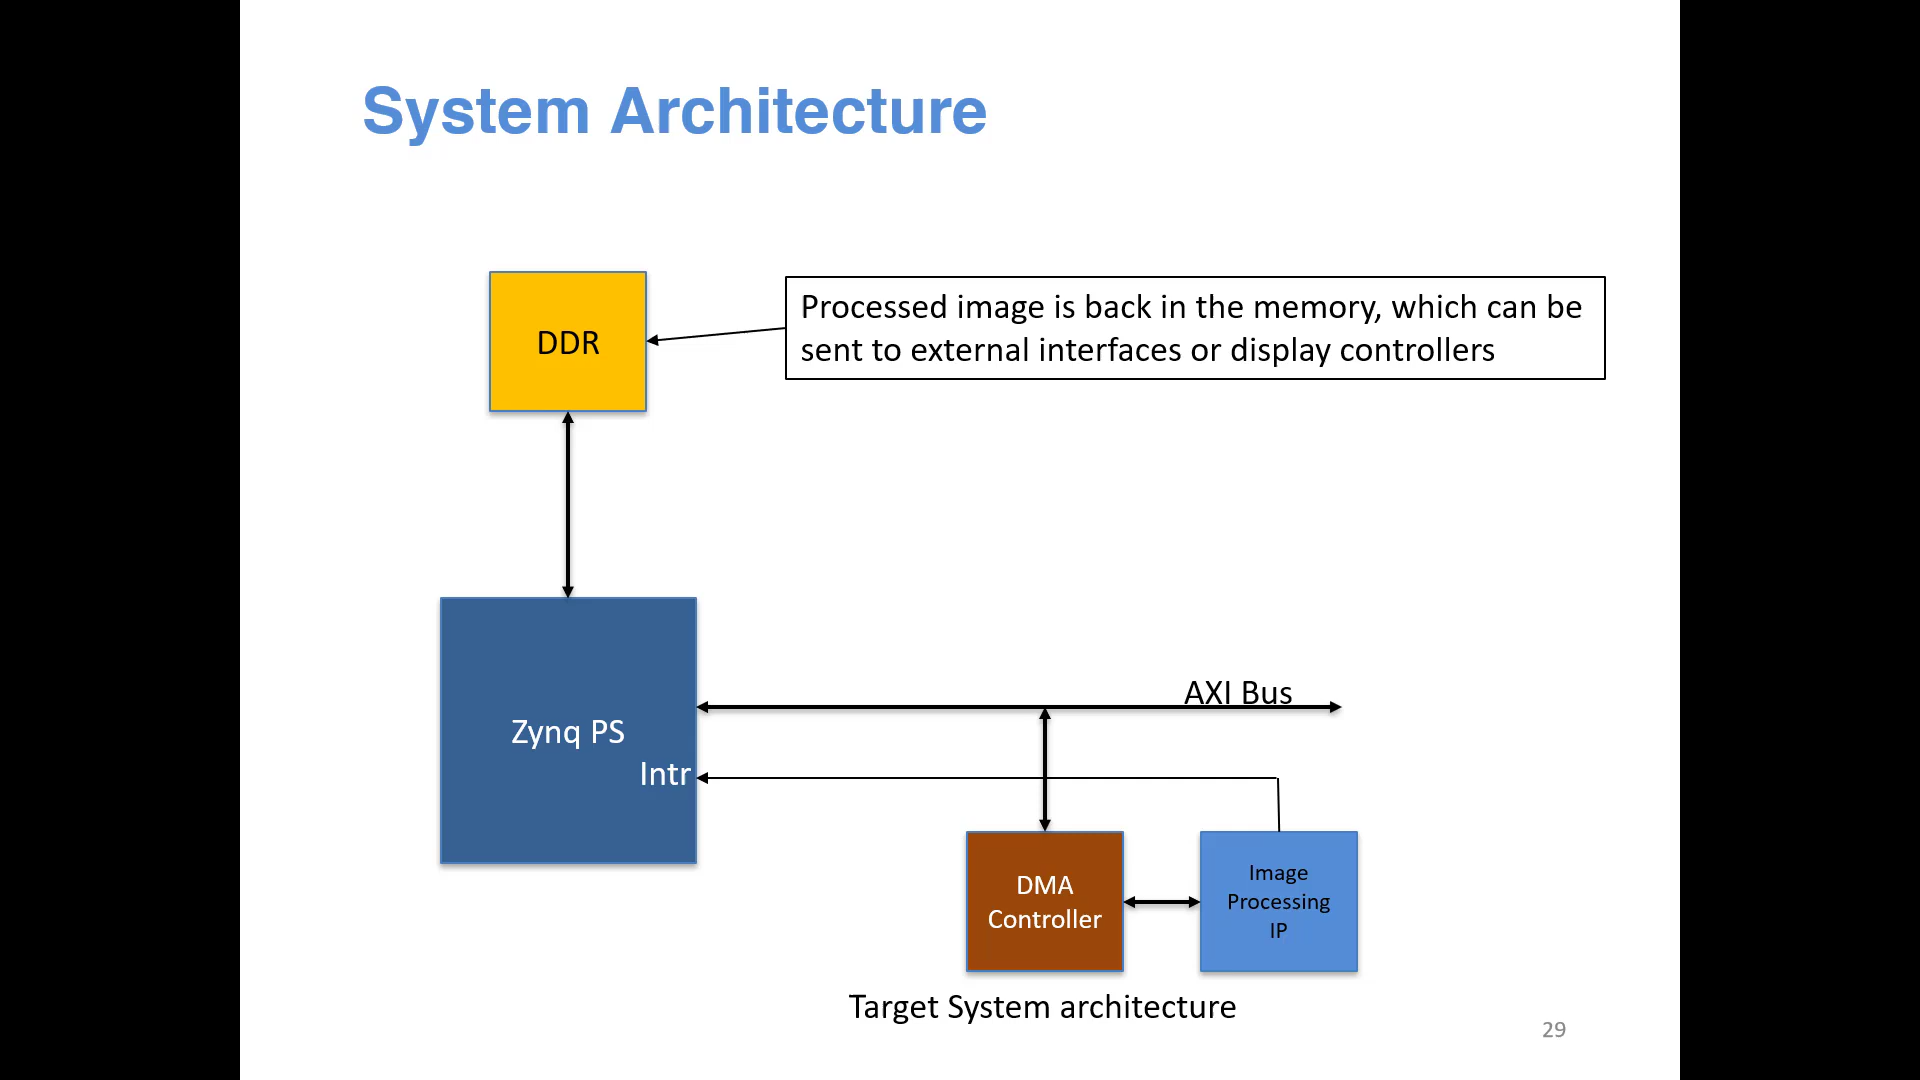 System Architecture
DDR
Processed image is back in the memory, which can be
sent to external interfaces or display controllers
AXI Bus
Zynq PS
Intr
DMA
Controller
Image
Processing
IP
Target System architecture
29